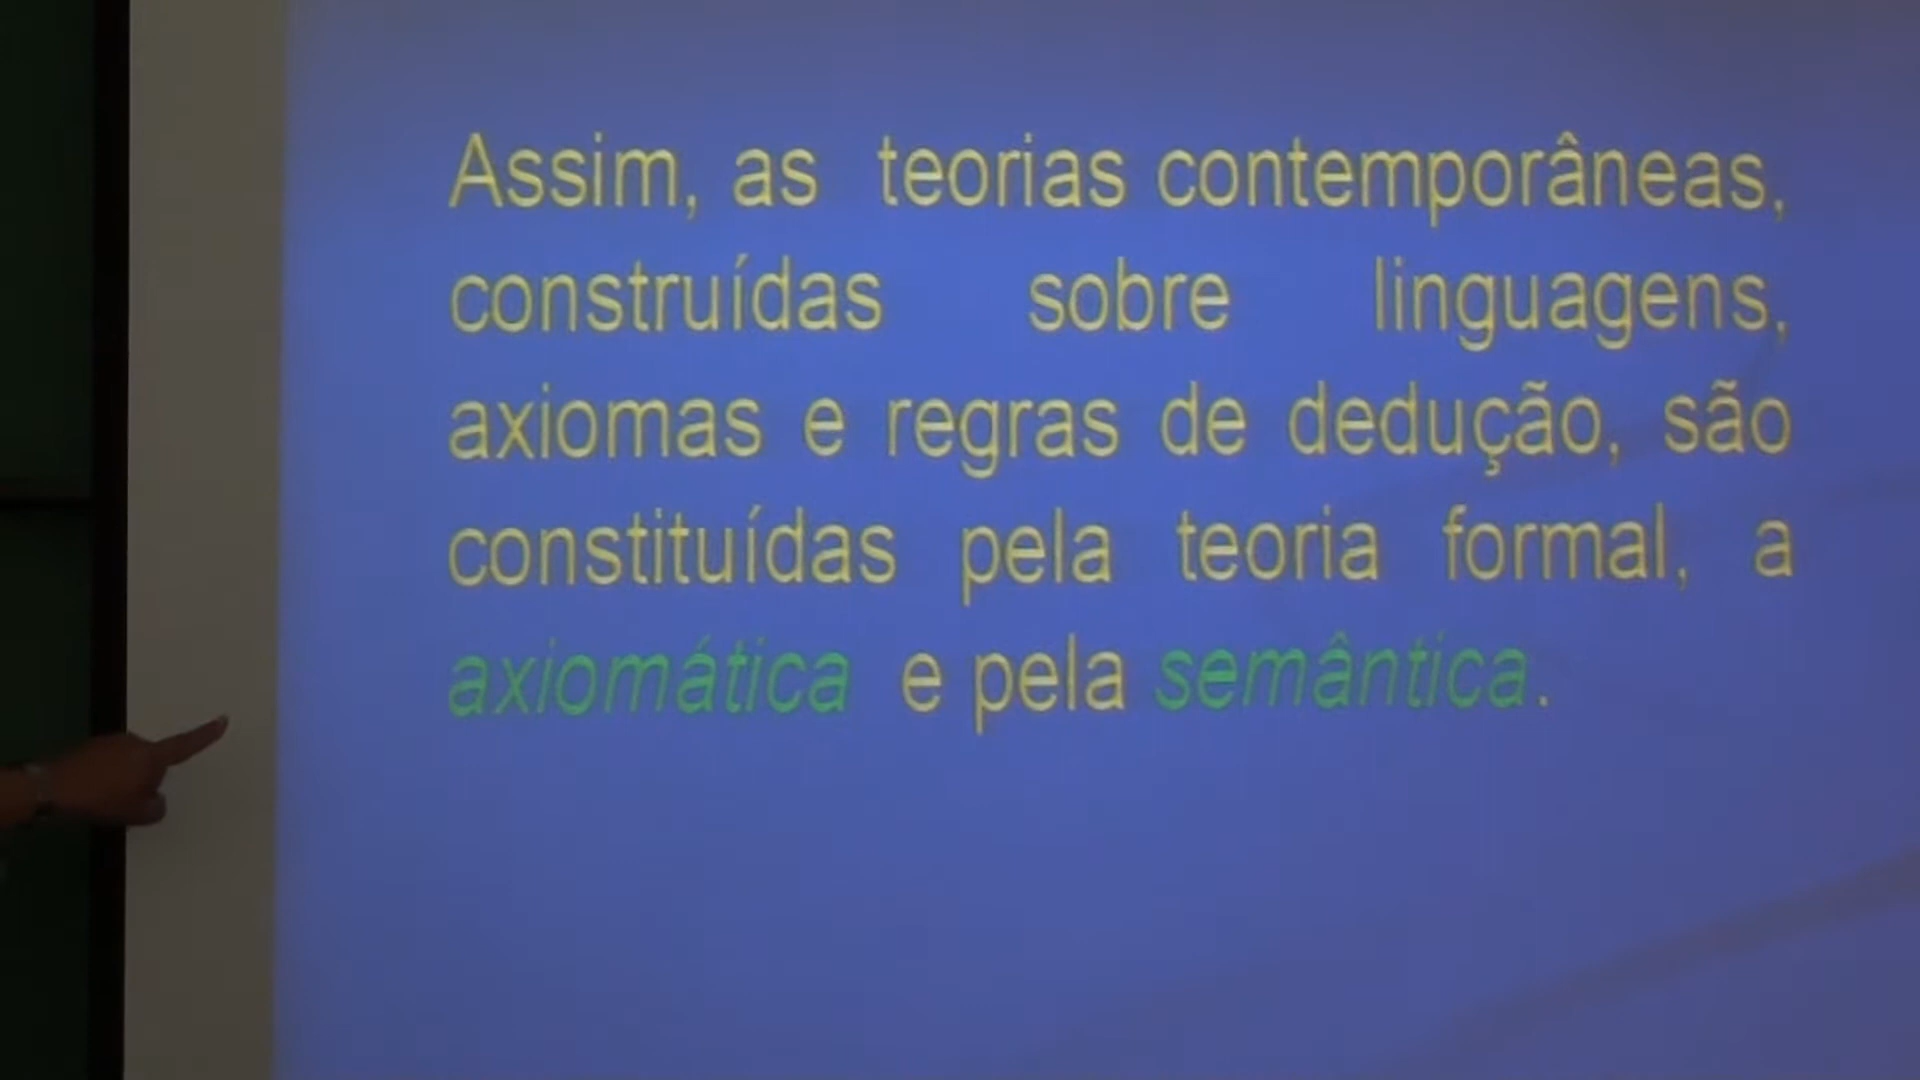 Assim, as teorias contemporâneas,
construídas sobre linguagens,
axiomas e regras de dedução, são
constituídas pela teoria formal, a
axiomática e pela semântica.